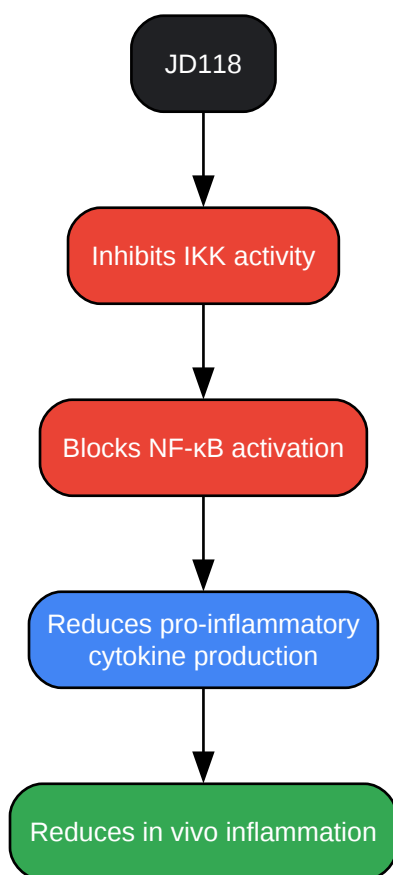 JD118
Inhibits IKK activity
Blocks NF-κB activation
Reduces pro-inflammatory
cytokine production
Reduces in vivo inflammation